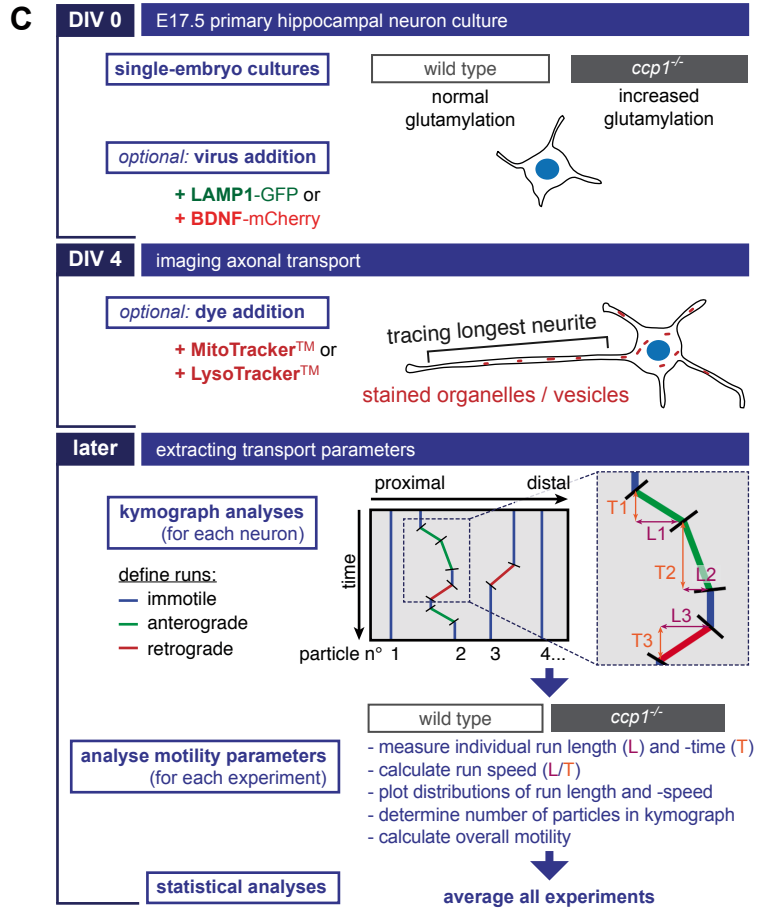 C
DIV 0 E17.5 primary hippocampal neuron culture
single-embryo cultures
wild type
ccp1-/-
normal
glutamylation
increased
glutamylation
optional: virus addition
+ LAMP1-GFP or
+ BDNF-mCherry
DIV 4 imaging axonal transport
optional: dye addition
+ MitoTracker™ or
+ LysoTracker™
tracing longest neurite
stained organelles / vesicles
later extracting transport parameters
kymograph analyses
(for each neuron)
define runs:
immotile
anterograde
retrograde
proximal distal
time
particle n° 1 2 3 4...
T1
L1
T2
L2
L3
T3
wild type
ccp1-/-
analyse motility parameters
(for each experiment)
- measure individual run length (L) and -time (T)
- calculate run speed (L/T)
- plot distributions of run length and -speed
- determine number of particles in kymograph
- calculate overall motility
statistical analyses
average all experiments